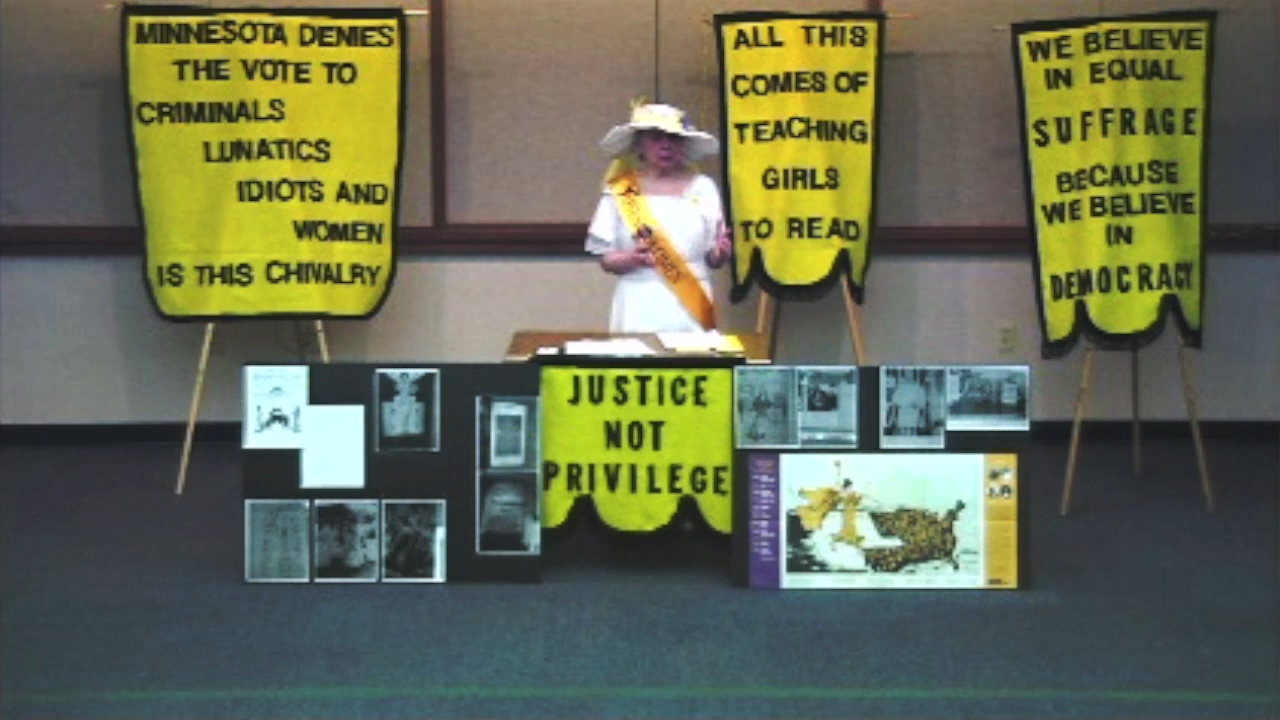 MINNESOTA DENIES
THE VOTE TO
CRIMINALS
LUNATICS
IDIOTS AND
WOMEN
IS THIS CHIVALRY
ALL THIS
COMES OF
TEACHING
GIRLS
TO READ
WE BELIEVE
IN EQUAL
SUFFRAGE
BECAUSE
WE BELIEVE
IN
DEMOCRACY
JUSTICE
NOT
PRIVILEGE